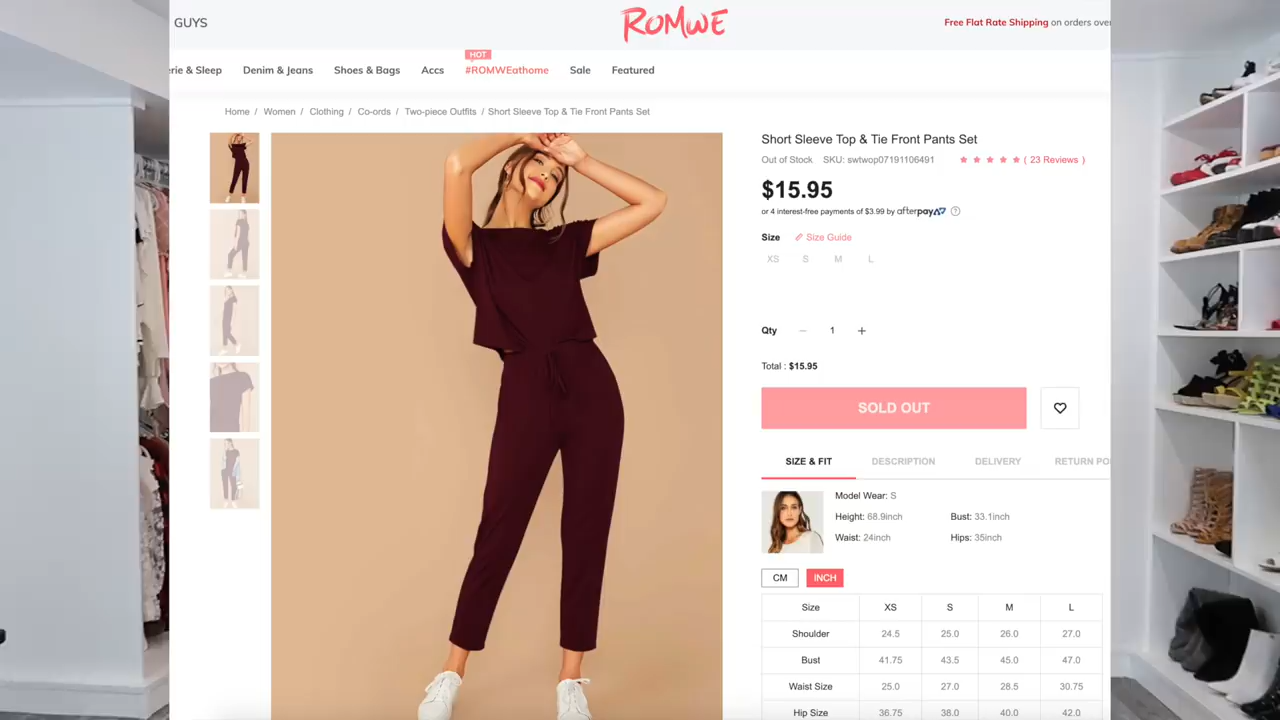 GUYS
ROMWE
Free Flat Rate Shipping on orders over
HOT
rie & Sleep Denim & Jeans Shoes & Bags Accs #ROMWEathome Sale Featured
Home / Women / Clothing / Co-ords / Two-piece Outfits / Short Sleeve Top & Tie Front Pants Set
Short Sleeve Top & Tie Front Pants Set
Out of Stock SKU: swtwop07191106491 ( 23 Reviews )
$15.95
or 4 interest-free payments of $3.99 by afterpay ?
Size Size Guide
XS S M L
Qty − 1 +
Total : $15.95
SOLD OUT
SIZE & FIT DESCRIPTION DELIVERY RETURN PO
Model Wear: S
Height: 68.9inch Bust: 33.1inch
Waist: 24inch Hips: 35inch
CM INCH
Size XS S M L
Shoulder 24.5 25.0 26.0 27.0
Bust 41.75 43.5 45.0 47.0
Waist Size 25.0 27.0 28.5 30.75
Hip Size 36.75 38.0 40.0 42.0